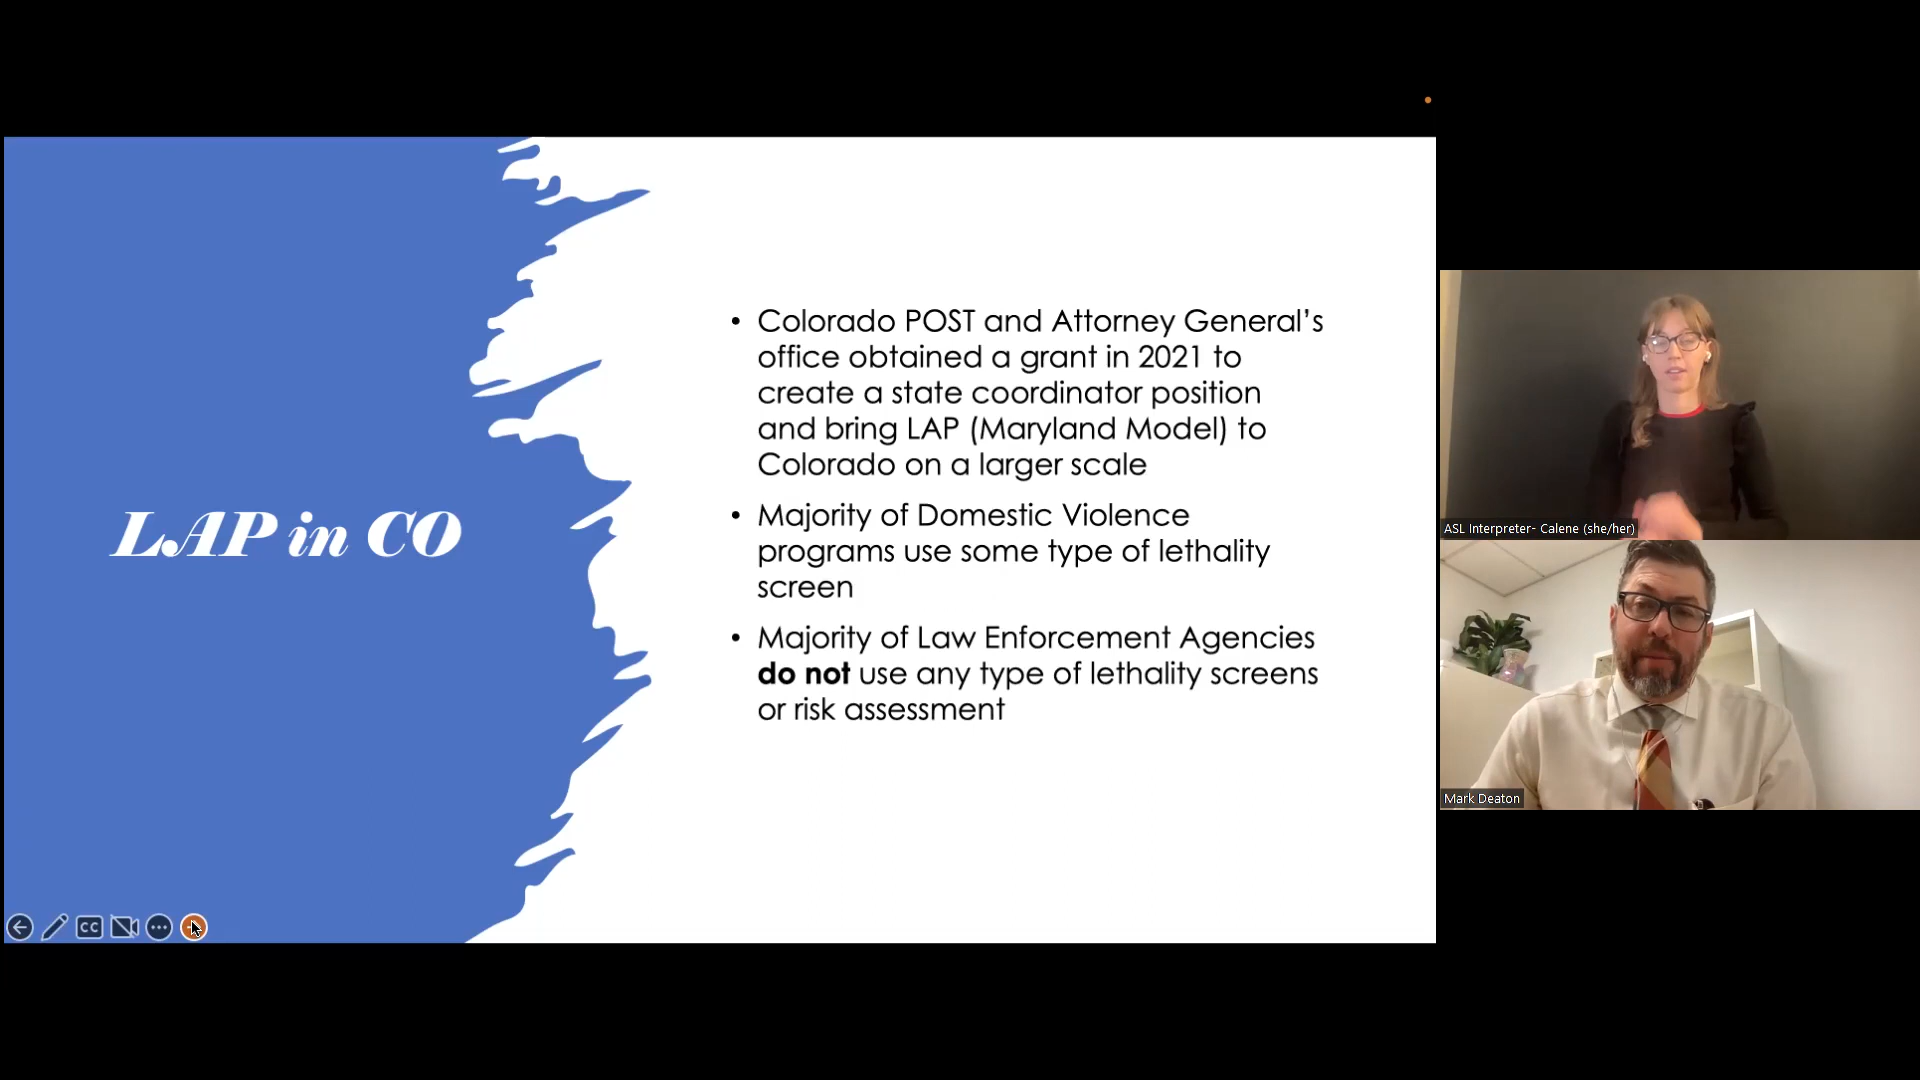 LAP in CO
• Colorado POST and Attorney General’s
office obtained a grant in 2021 to
create a state coordinator position
and bring LAP (Maryland Model) to
Colorado on a larger scale
• Majority of Domestic Violence
programs use some type of lethality
screen
• Majority of Law Enforcement Agencies
do not use any type of lethality screens
or risk assessment
CC
ASL Interpreter- Calene (she/her)
Mark Deaton